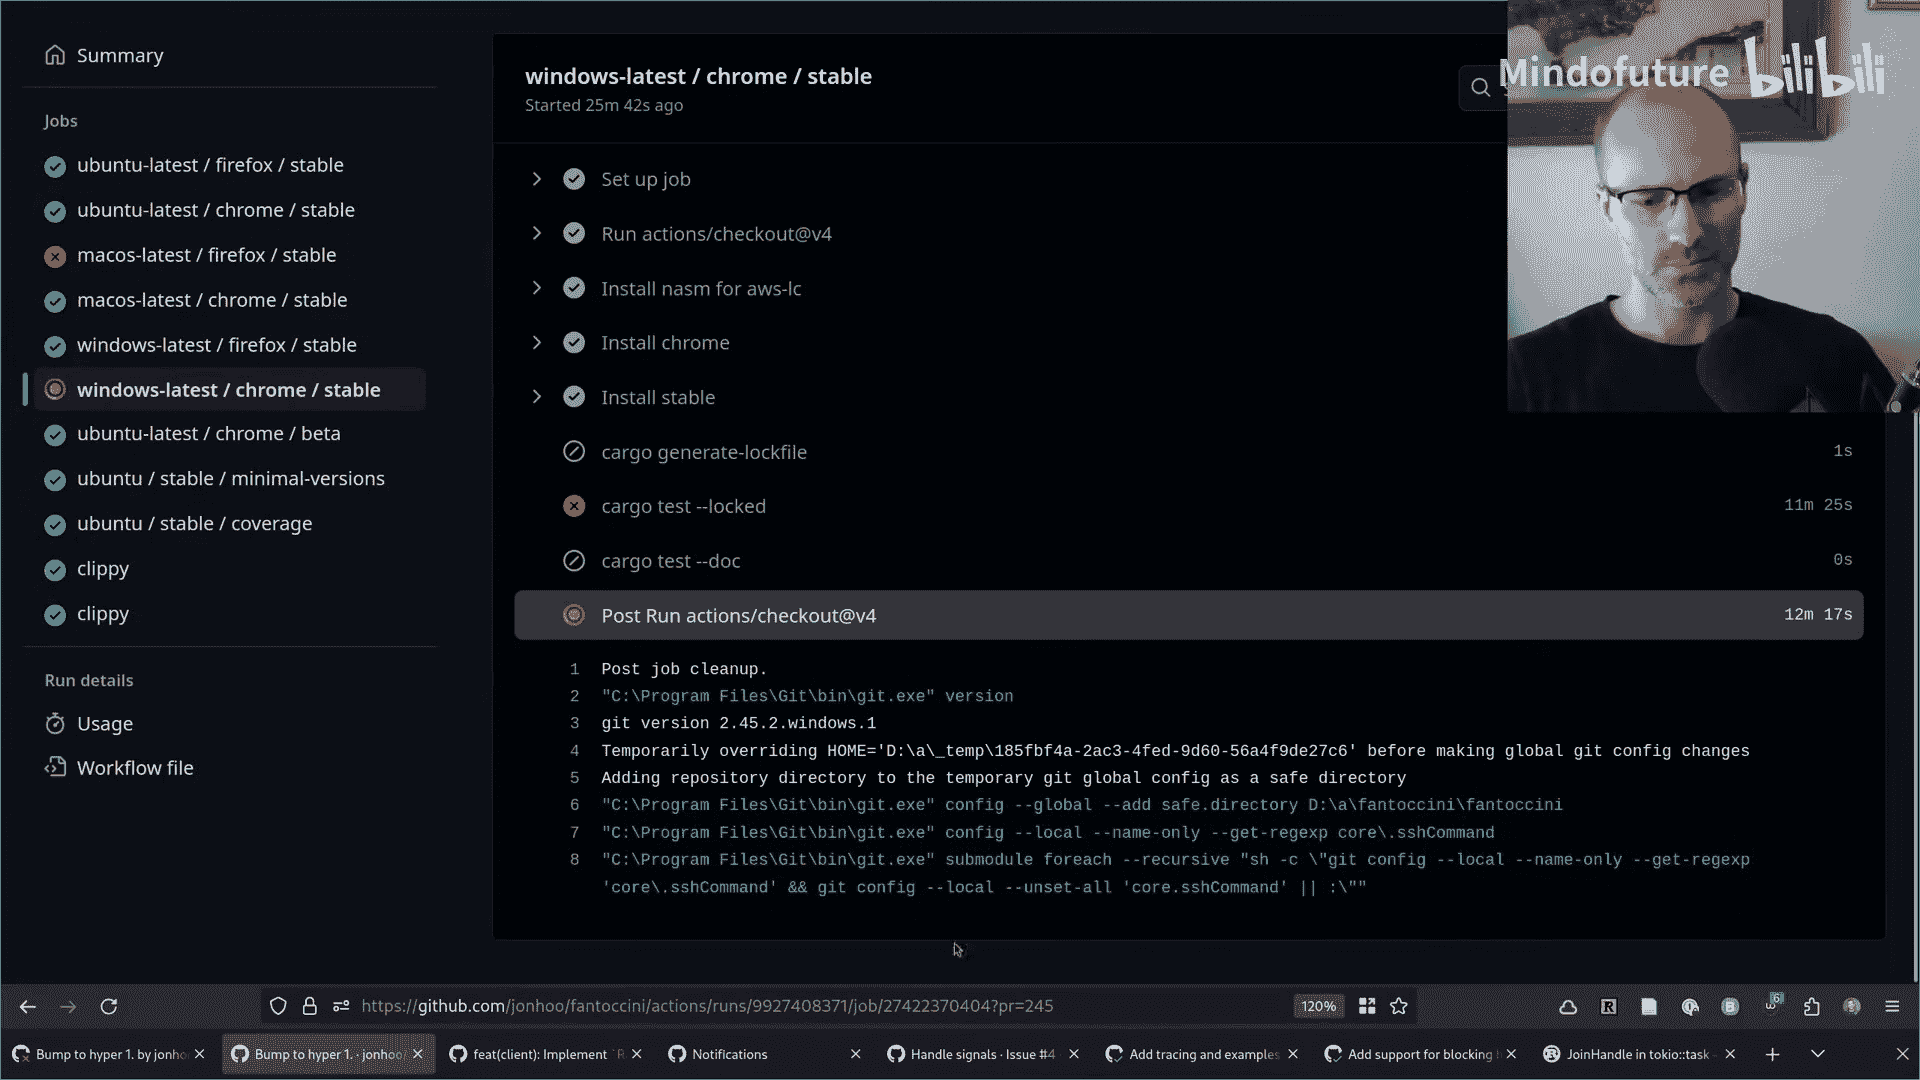 Summary
Jobs
ubuntu-latest / firefox / stable
ubuntu-latest / chrome / stable
macos-latest / firefox / stable
macos-latest / chrome / stable
windows-latest / firefox / stable
windows-latest / chrome / stable
ubuntu-latest / chrome / beta
ubuntu / stable / minimal-versions
ubuntu / stable / coverage
clippy
clippy
Run details
Usage
Workflow file
windows-latest / chrome / stable
Started 25m 42s ago
Mindofuture bilibili
Set up job
Run actions/checkout@v4
Install nasm for aws-lc
Install chrome
Install stable
cargo generate-lockfile 1s
cargo test --locked 11m 25s
cargo test --doc 0s
Post Run actions/checkout@v4 12m 17s
1 Post job cleanup.
2 "C:\Program Files\Git\bin\git.exe" version
3 git version 2.45.2.windows.1
4 Temporarily overriding HOME='D:\a\_temp\185fbf4a-2ac3-4fed-9d60-56a4f9de27c6' before making global git config changes
5 Adding repository directory to the temporary git global config as a safe directory
6 "C:\Program Files\Git\bin\git.exe" config --global --add safe.directory D:\a\fantoccini\fantoccini
7 "C:\Program Files\Git\bin\git.exe" config --local --name-only --get-regexp core\.sshCommand
8 "C:\Program Files\Git\bin\git.exe" submodule foreach --recursive "sh -c \"git config --local --name-only --get-regexp
'core\.sshCommand' && git config --local --unset-all 'core.sshCommand' || :\""
https://github.com/jonhoo/fantoccini/actions/runs/9927408371/job/27422370404?pr=245 120%
Bump to hyper 1. by jonho Bump to hyper 1. · jonhoo/ feat(client): Implement `R Notifications Handle signals · Issue #4 Add tracing and examples Add support for blocking JoinHandle in tokio::task